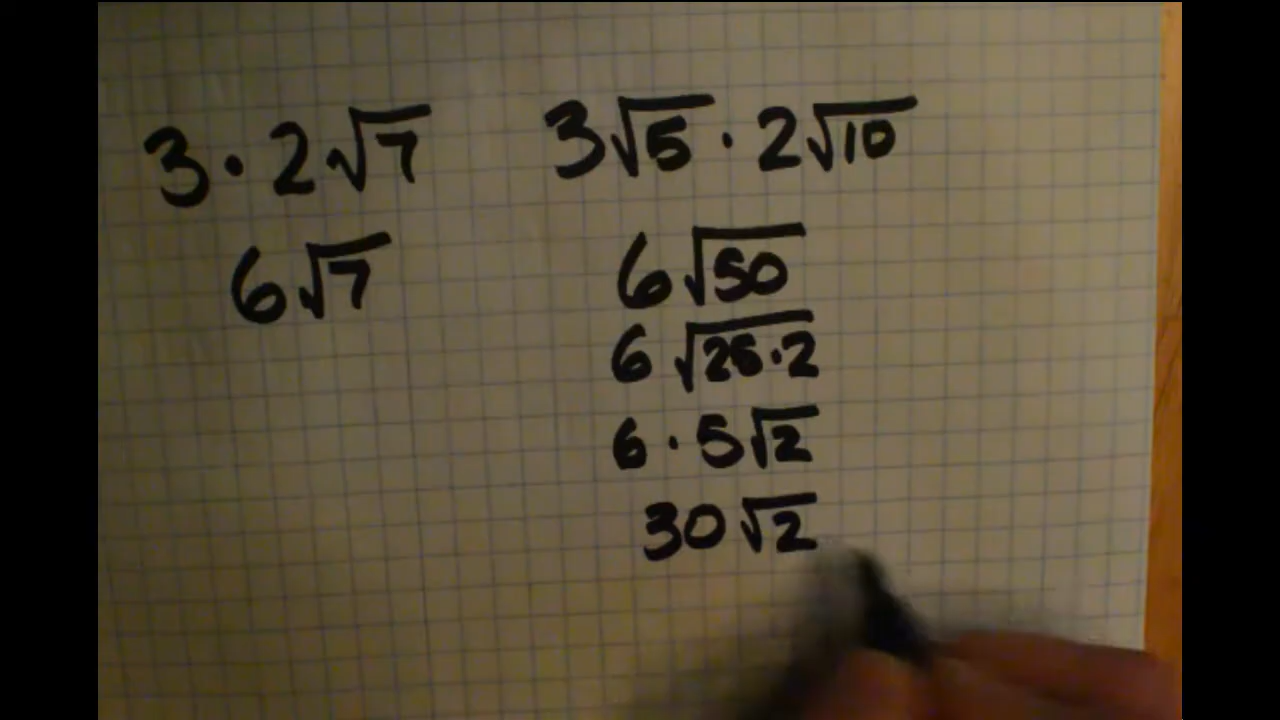 3 · 2√7
6√7
3√5 · 2√10
6√50
6√25·2
6 · 5√2
30√2